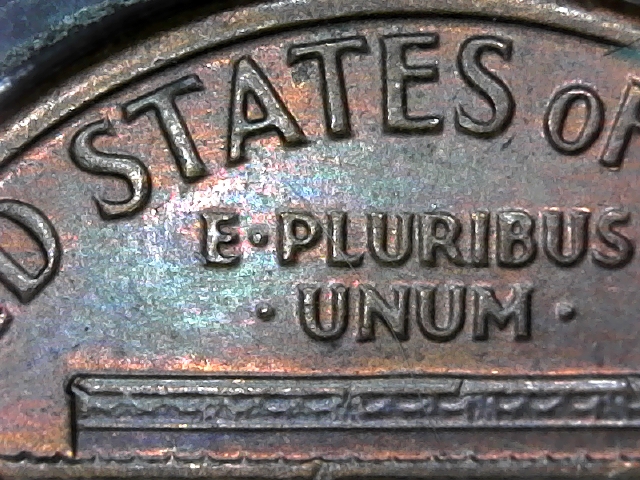 D STATES OF
E·PLURIBUS
·UNUM·